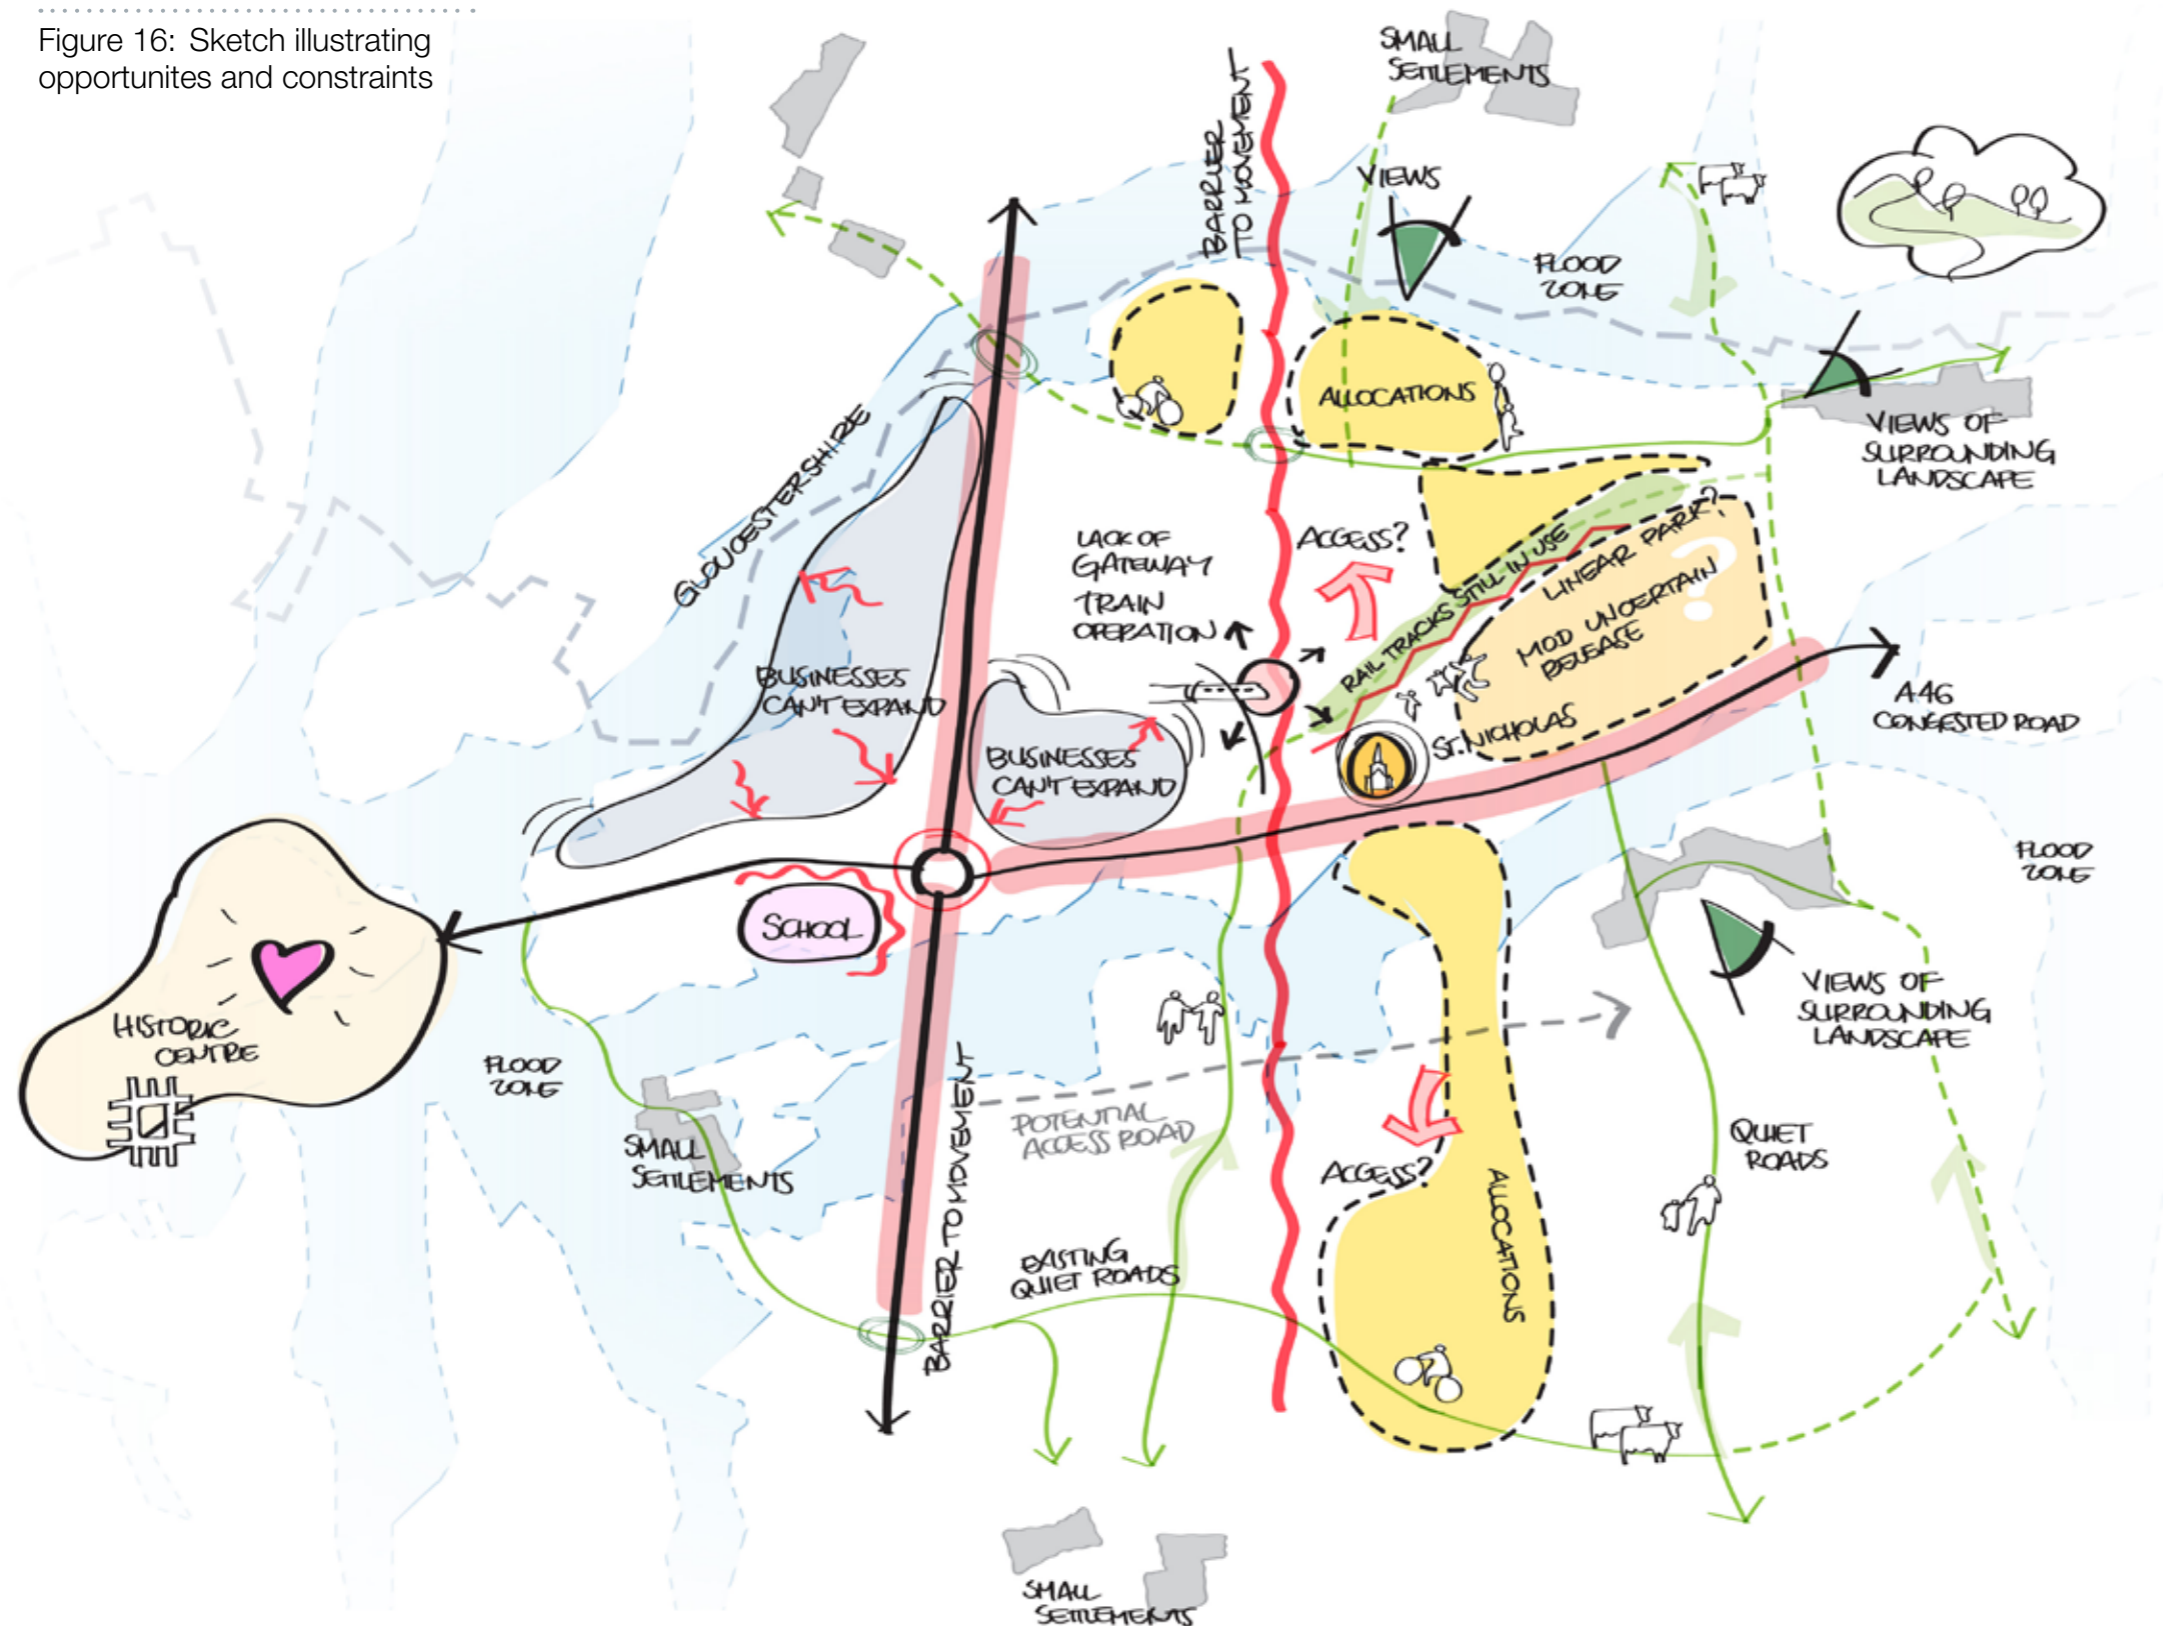 Figure 16: Sketch illustrating
opportunites and constraints
SMALL
SETTLEMENTS
BARRIER
TO MOVEMENT
VIEWS
FLOOD
ZONE
ALLOCATIONS
VIEWS OF
SURROUNDING
LANDSCAPE
GLOUCESTERSHIRE
LACK OF
GATEWAY
TRAIN
OPERATION
ACCESS?
RAIL TRACKS STILL IN USE
LINEAR PARK?
MOD UNCERTAIN
RELEASE
?
ST. NICHOLAS
A46
CONGESTED ROAD
BUSINESSES
CAN'T EXPAND
BUSINESSES
CAN'T EXPAND
FLOOD
ZONE
SCHOOL
HISTORIC
CENTRE
FLOOD
ZONE
VIEWS OF
SURROUNDING
LANDSCAPE
SMALL
SETTLEMENTS
BARRIER TO MOVEMENT
POTENTIAL
ACCESS ROAD
ACCESS?
ALLOCATIONS
QUIET
ROADS
EXISTING
QUIET ROADS
SMALL
SETTLEMENTS